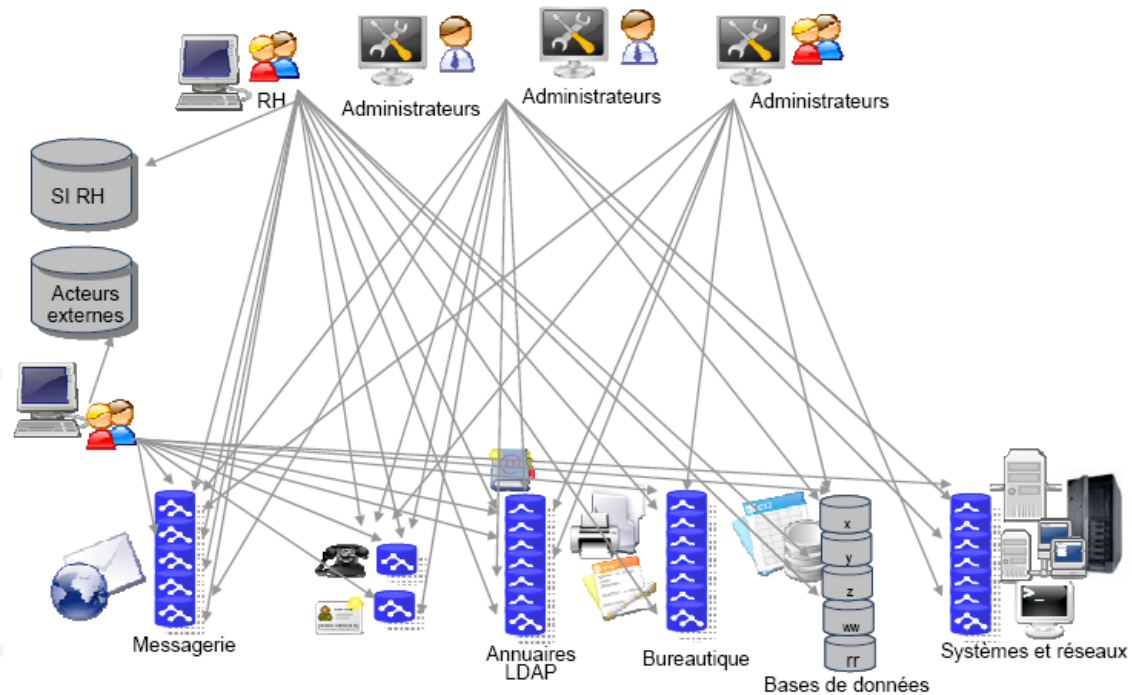 RH
Administrateurs
Administrateurs
Administrateurs
SI RH
Acteurs
externes
@
x
y
z
ww
rr
>_
Messagerie
Annuaires
LDAP
Bureautique
Bases de données
Systèmes et réseaux